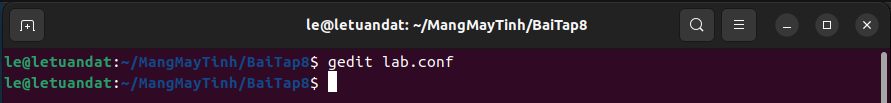 le@letuandat: ~/MangMayTinh/BaiTap8
le@letuandat:~/MangMayTinh/BaiTap8$ gedit lab.conf
le@letuandat:~/MangMayTinh/BaiTap8$